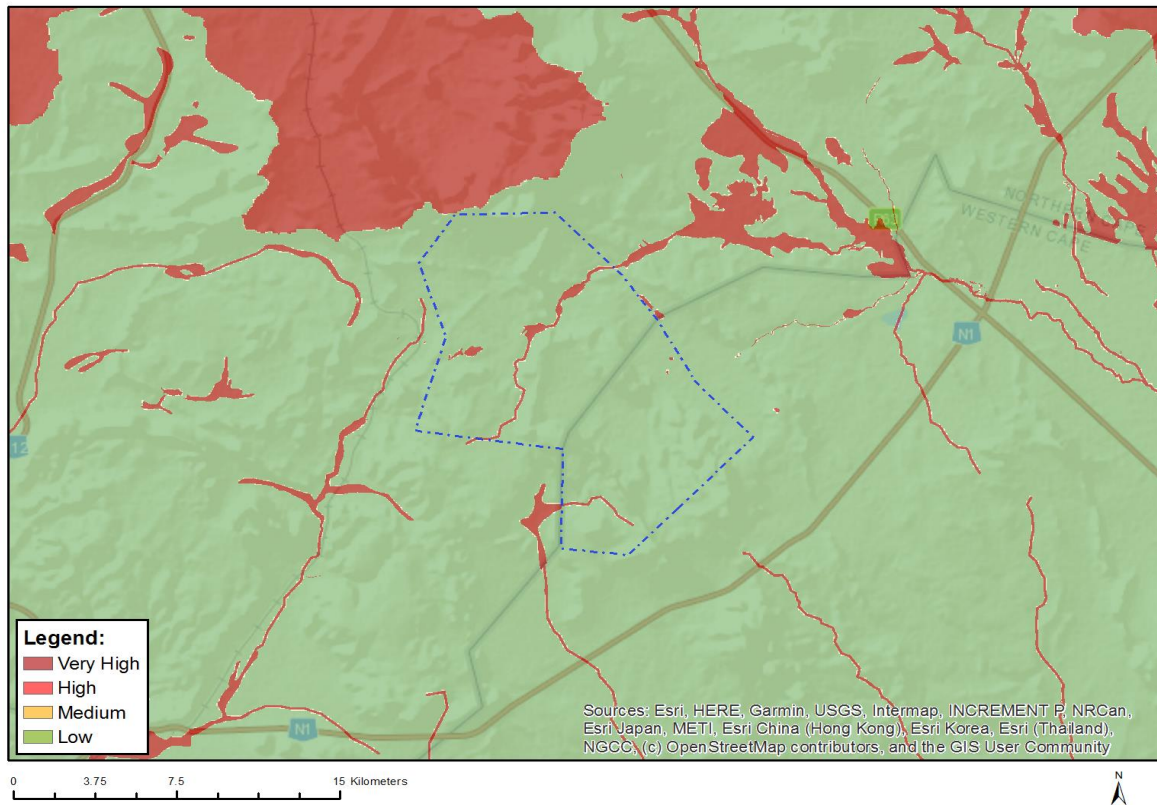 NORTHERN CAPE
WESTERN CAPE
N1
12
Legend:
Very High
High
Medium
Low
N1
Sources: Esri, HERE, Garmin, USGS, Intermap, INCREMENT P, NRCan,
Esri Japan, METI, Esri China (Hong Kong), Esri Korea, Esri (Thailand),
NGCC, (c) OpenStreetMap contributors, and the GIS User Community
0 3.75 7.5 15 Kilometers
N